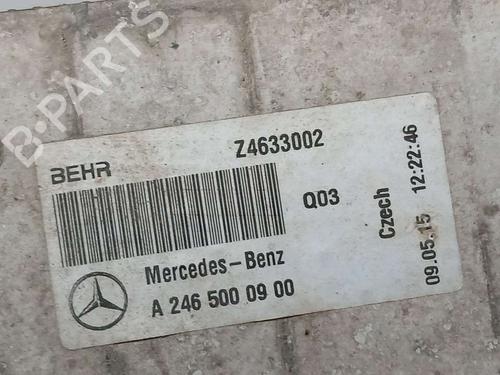 B-PARTS
BEHR
Z4633002
Q03
Mercedes-Benz
A 246 500 09 00
Czech
09.05.15 12:22:46